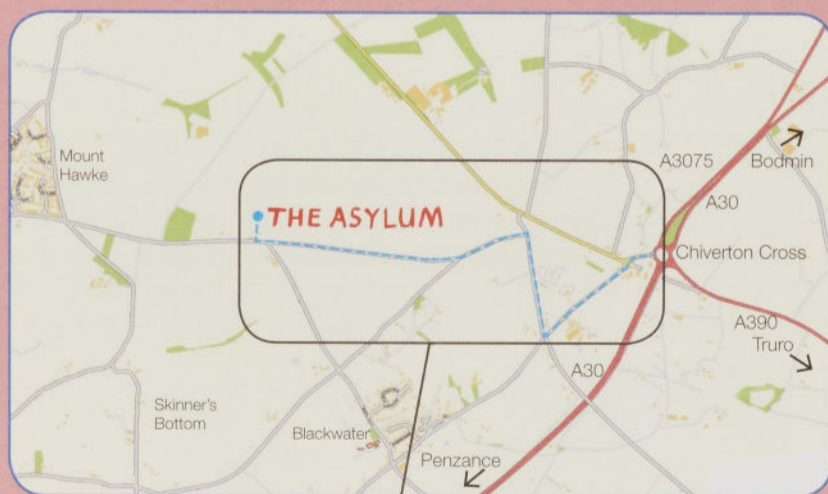 Mount
Hawke
THE ASYLUM
A3075
Bodmin
A30
Chiverton Cross
A390
Truro
A30
Skinner's
Bottom
Blackwater
Penzance